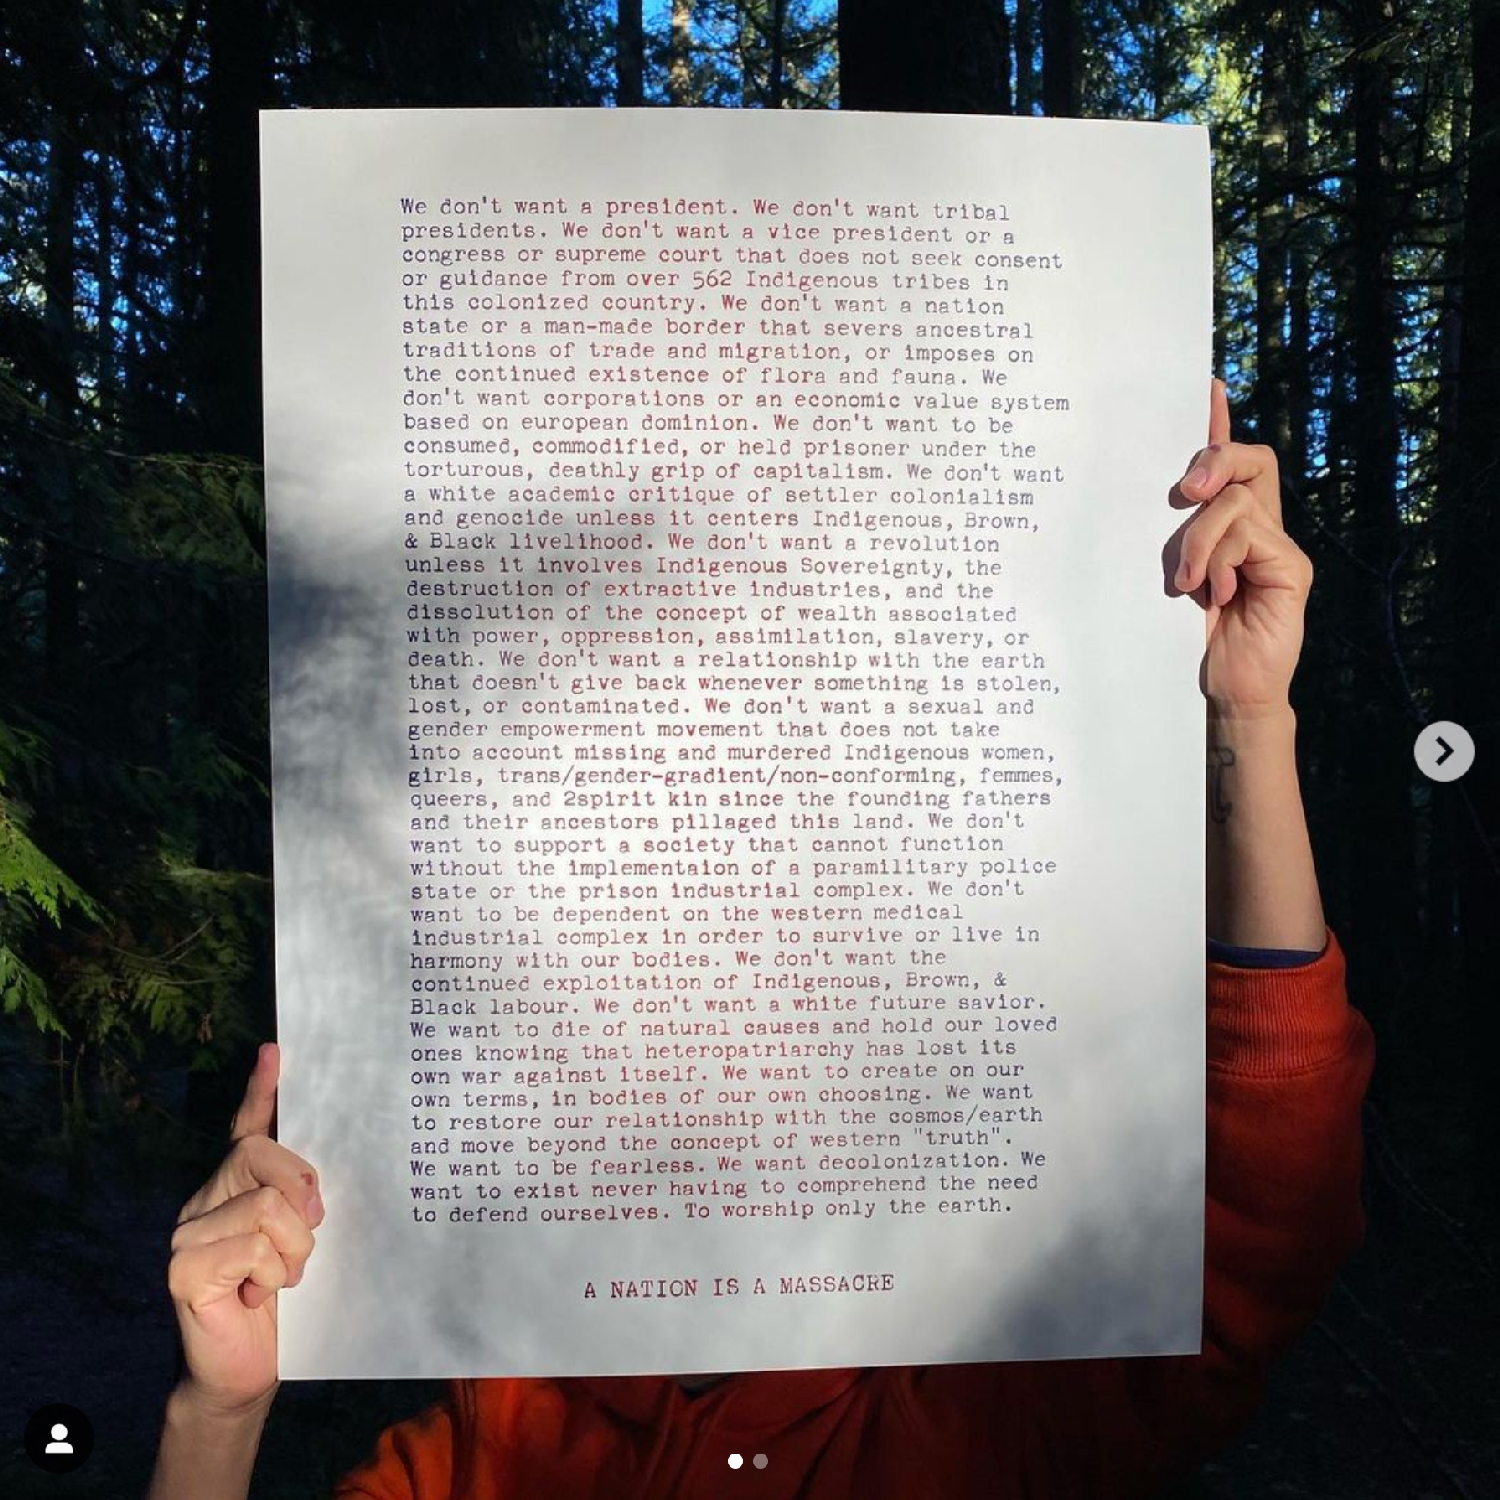 We don't want a president. We don't want tribal
presidents. We don't want a vice president or a
congress or supreme court that does not seek consent
or guidance from over 562 Indigenous tribes in
this colonized country. We don't want a nation
state or a man-made border that severs ancestral
traditions of trade and migration, or imposes on
the continued existence of flora and fauna. We
don't want corporations or an economic value system
based on european dominion. We don't want to be
consumed, commodified, or held prisoner under the
torturous, deathly grip of capitalism. We don't want
a white academic critique of settler colonialism
and genocide unless it centers Indigenous, Brown,
& Black livelihood. We don't want a revolution
unless it involves Indigenous Sovereignty, the
destruction of extractive industries, and the
dissolution of the concept of wealth associated
with power, oppression, assimilation, slavery, or
death. We don't want a relationship with the earth
that doesn't give back whenever something is stolen,
lost, or contaminated. We don't want a sexual and
gender empowerment movement that does not take
into account missing and murdered Indigenous women,
girls, trans/gender-gradient/non-conforming, femmes,
queers, and 2spirit kin since the founding fathers
and their ancestors pillaged this land. We don't
want to support a society that cannot function
without the implementaion of a paramilitary police
state or the prison industrial complex. We don't
want to be dependent on the western medical
industrial complex in order to survive or live in
harmony with our bodies. We don't want the
continued exploitation of Indigenous, Brown, &
Black labour. We don't want a white future savior.
We want to die of natural causes and hold our loved
ones knowing that heteropatriarchy has lost its
own war against itself. We want to create on our
own terms, in bodies of our own choosing. We want
to restore our relationship with the cosmos/earth
and move beyond the concept of western "truth".
We want to be fearless. We want decolonization. We
want to exist never having to comprehend the need
to defend ourselves. To worship only the earth.
A NATION IS A MASSACRE